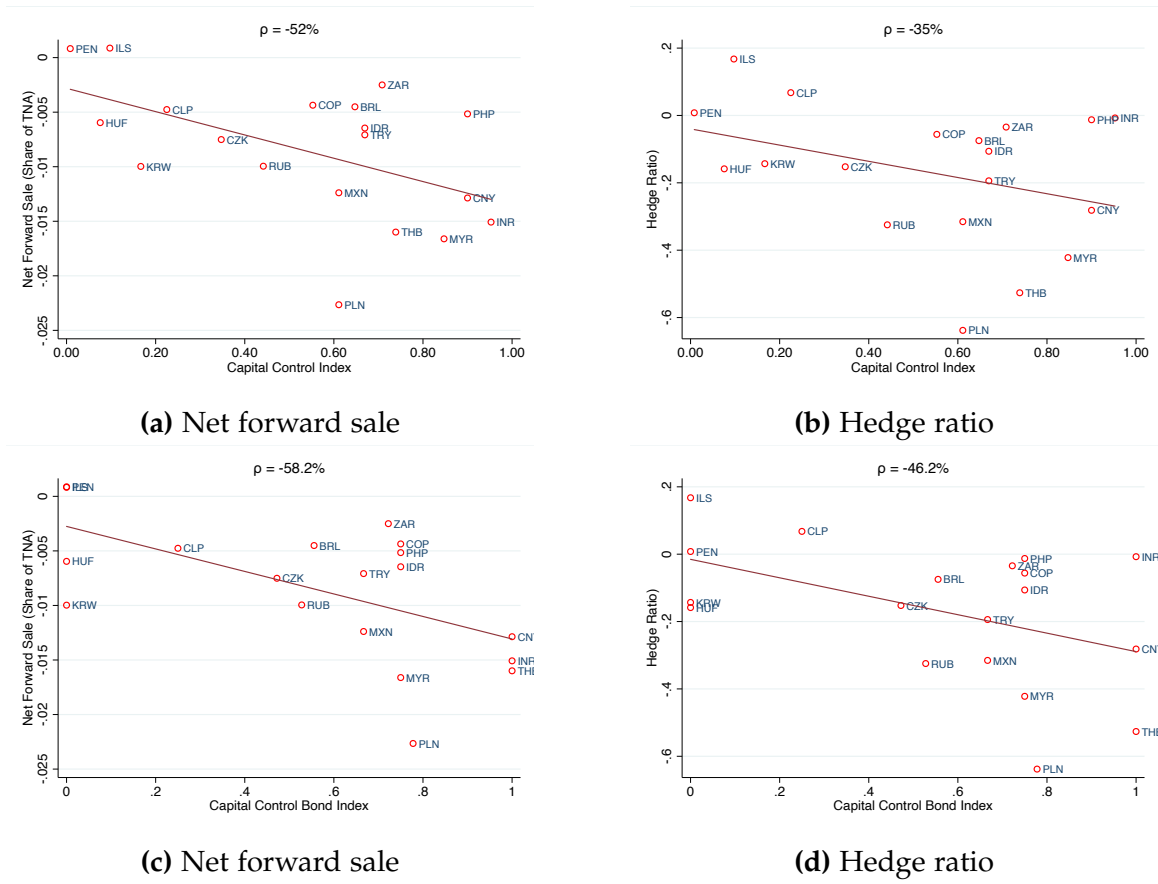 ρ = -52%
Net Forward Sale (Share of TNA)
0
-.005
-.01
-.015
-.02
-.025
PEN
ILS
ZAR
CLP
COP
BRL
PHP
HUF
IDR
TRY
CZK
KRW
RUB
MXN
CNY
INR
THB
MYR
PLN
0.00 0.20 0.40 0.60 0.80 1.00
Capital Control Index
(a) Net forward sale
ρ = -35%
Hedge Ratio)
.2
0
-.2
-.4
-.6
ILS
CLP
PEN
PHP
INR
ZAR
COP
BRL
IDR
HUF
KRW
CZK
TRY
CNY
RUB
MXN
MYR
THB
PLN
0.00 0.20 0.40 0.60 0.80 1.00
Capital Control Index
(b) Hedge ratio
ρ = -58.2%
Net Forward Sale (Share of TNA)
0
-.005
-.01
-.015
-.02
-.025
ZAR
CLP
BRL
COP
PHP
HUF
IDR
TRY
CZK
KRW
RUB
MXN
CN
INR
TH
MYR
PLN
0 .2 .4 .6 .8 1
Capital Control Bond Index
(c) Net forward sale
ρ = -46.2%
Hedge Ratio)
.2
0
-.2
-.4
-.6
ILS
CLP
PEN
PHP
INR
ZAR
COP
BRL
IDR
KRW
HUF
CZK
TRY
CN
RUB
MXN
MYR
TH
PLN
0 .2 .4 .6 .8 1
Capital Control Bond Index
(d) Hedge ratio